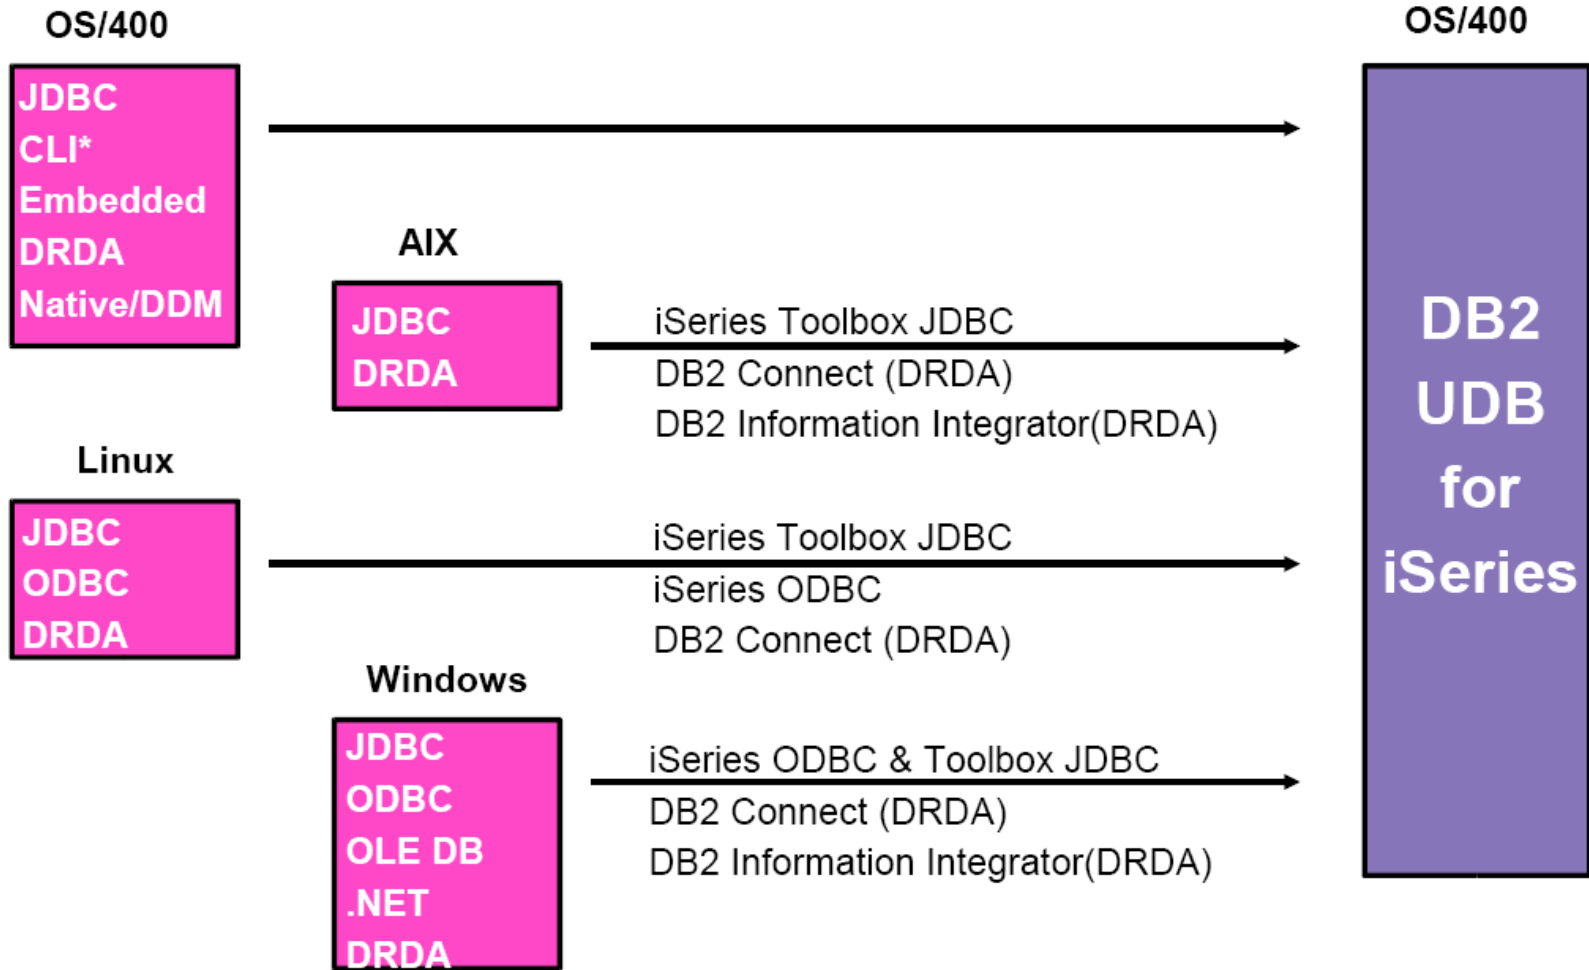 OS/400
JDBC
CLI*
Embedded
DRDA
Native/DDM
AIX
JDBC
DRDA
iSeries Toolbox JDBC
DB2 Connect (DRDA)
DB2 Information Integrator(DRDA)
Linux
JDBC
ODBC
DRDA
iSeries Toolbox JDBC
iSeries ODBC
DB2 Connect (DRDA)
Windows
JDBC
ODBC
OLE DB
.NET
DRDA
iSeries ODBC & Toolbox JDBC
DB2 Connect (DRDA)
DB2 Information Integrator(DRDA)
OS/400
DB2
UDB
for
iSeries